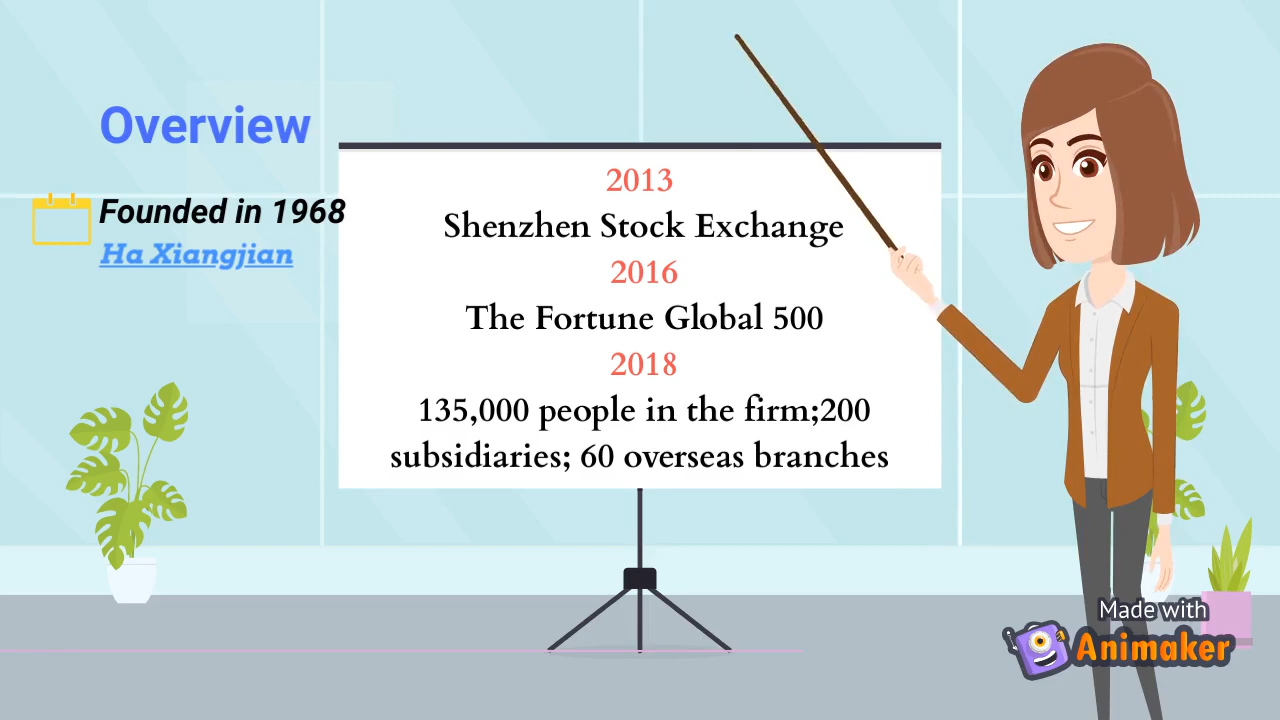 Overview
Founded in 1968
Ha Xiangjian
2013
Shenzhen Stock Exchange
2016
The Fortune Global 500
2018
135,000 people in the firm;200
subsidiaries; 60 overseas branches
Made with
Animaker